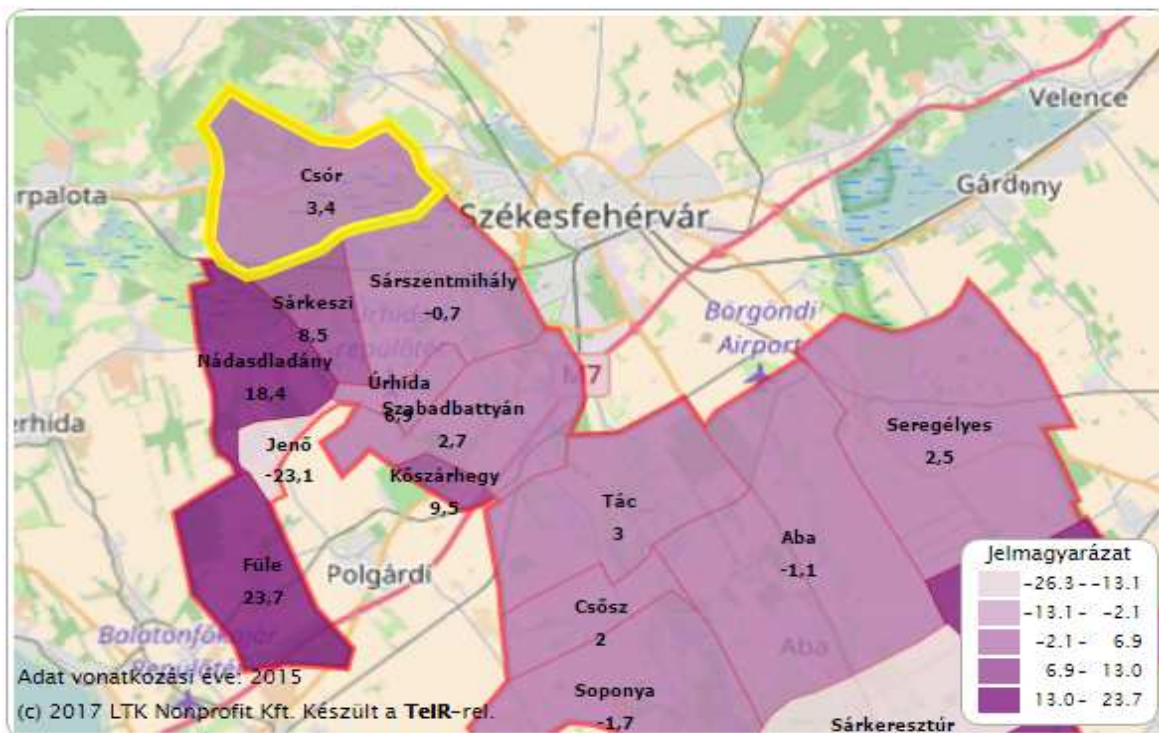 Velence
Csór
3,4
rpalota
Gárdony
Székesfehérvár
Sárszentmihály
-0,7
Sárkeszi
8,5
Börgöndi
Airport
Nádasdladány
18,4
M7
Úrhida
6,9
Szabadbattyán
2,7
erhida
Jenő
-23,1
Seregélyes
2,5
Kőszárhegy
9,5
Tác
3
Aba
-1,1
Füle
23,7
Polgárdi
Csősz
2
Aba
Soponya
-1,7
Sárkeresztúr
Jelmagyarázat
-26.3--13.1
-13.1- -2.1
-2.1- 6.9
6.9- 13.0
13.0- 23.7
Adat vonatkozási éve: 2015
(c) 2017 LTK Nonprofit Kft. Készült a TeIR-rel.